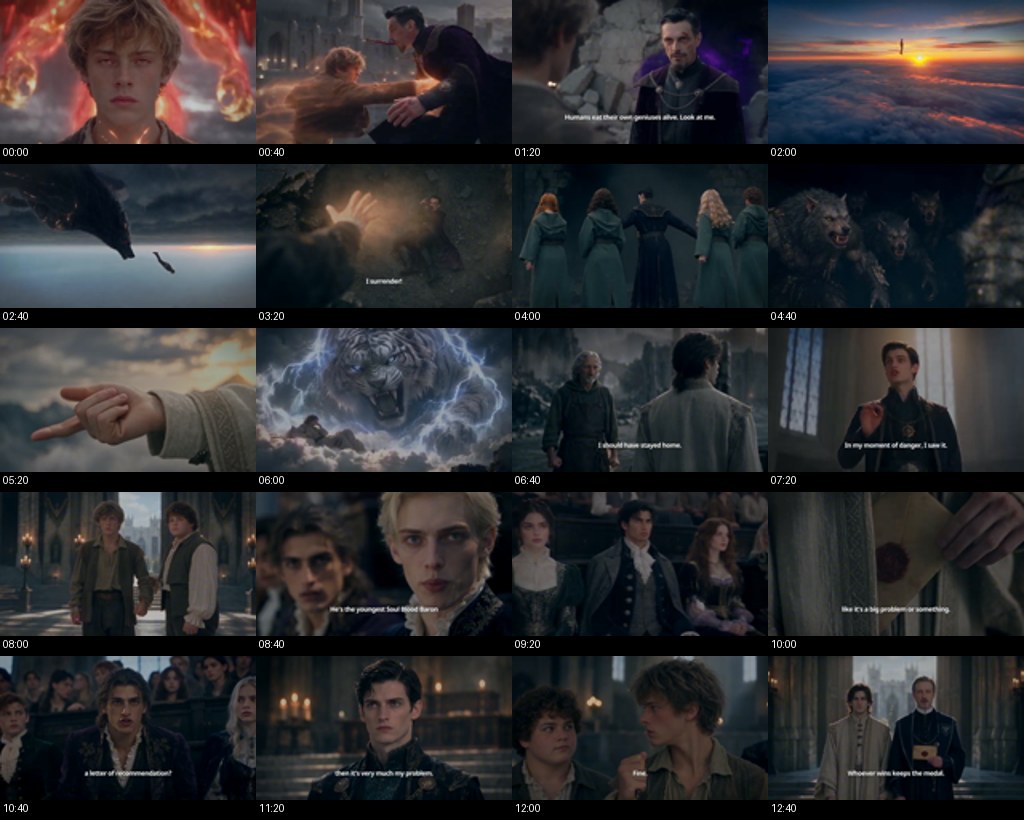 00:00
00:40
Humans eat their own geniuses alive. Look at me.
01:20
02:00
02:40
I surrender!
03:20
04:00
04:40
05:20
06:00
I should have stayed home.
06:40
In my moment of danger, I saw it.
07:20
08:00
He's the youngest Soul Blood Baron
08:40
09:20
like it's a big problem or something.
10:00
a letter of recommendation?
10:40
then it's very much my problem.
11:20
Fine.
12:00
Whoever wins keeps the medal.
12:40